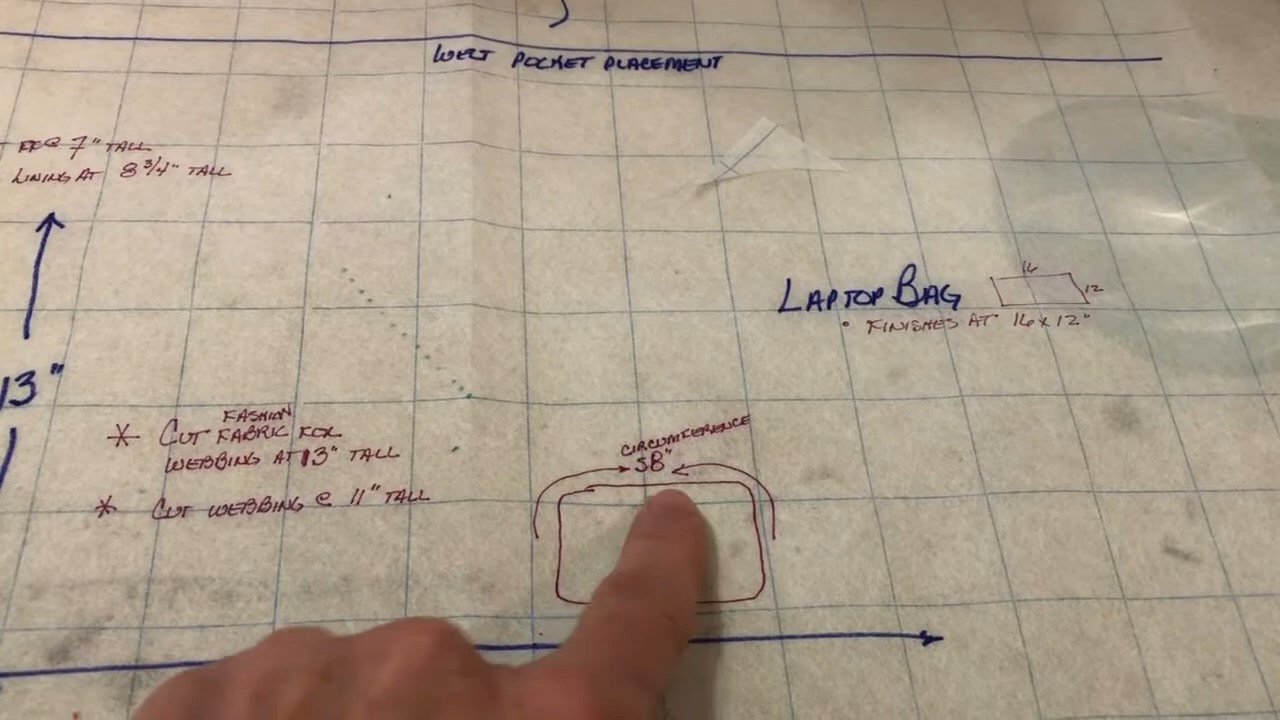 WELT POCKET PLACEMENT
7" TALL
LINING AT 8 3/4" TALL
LAPTOP BAG
16
12
• FINISHES AT 16 x 12"
13"
FASHION
* CUT FABRIC FOR
WEBBING AT 13" TALL
* CUT WEBBING @ 11" TALL
CIRCUMFERENCE
58"